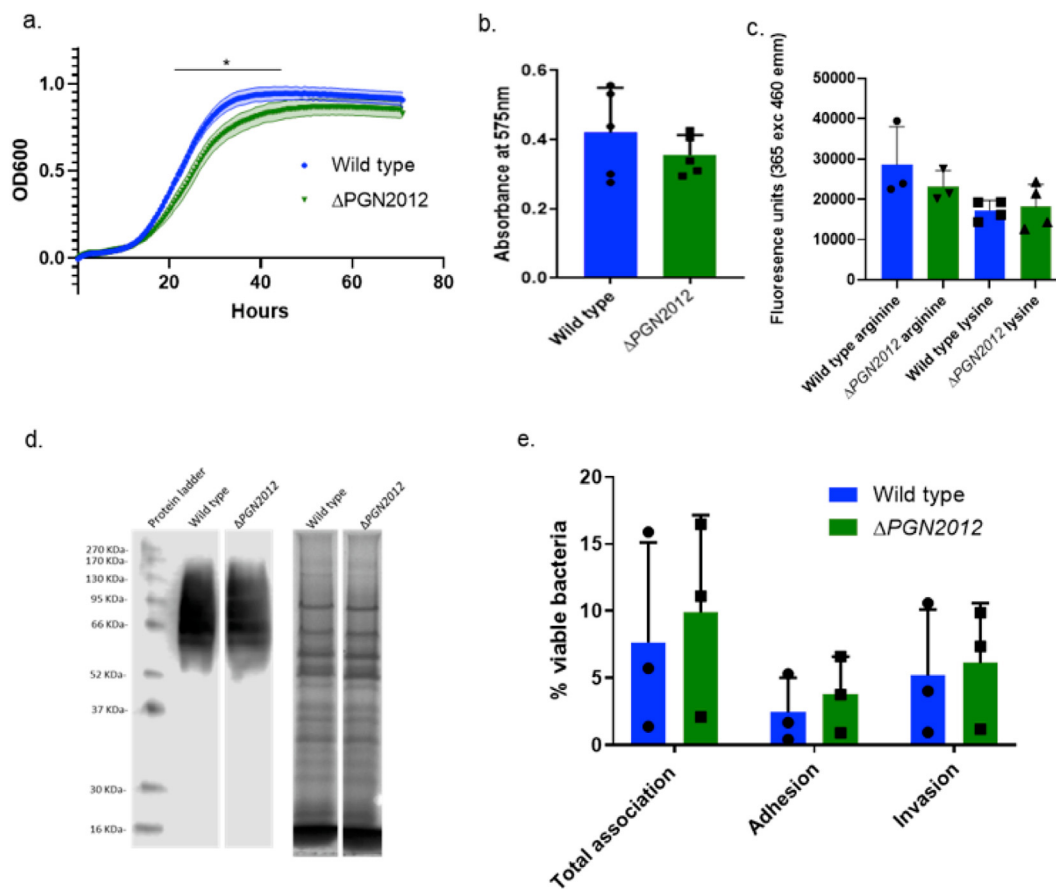 a.
*
1.0
0.5
0.0
OD600
0
20
40
60
80
Hours
Wild type
ΔPGN2012
b.
0.6
0.4
0.2
0.0
Absorbance at 575nm
Wild type
ΔPGN2012
c.
50000
40000
30000
20000
10000
0
Fluoresence units (365 exc 460 emm)
Wild type arginine
ΔPGN2012 arginine
Wild type lysine
ΔPGN2012 lysine
d.
Protein ladder
Wild type
ΔPGN2012
Wild type
ΔPGN2012
270 KDa-
170 KDa-
130 KDa-
95 KDa-
66 KDa-
52 KDa-
37 KDa-
30 KDa-
16 KDa-
e.
20
15
10
5
0
% viable bacteria
Wild type
ΔPGN2012
Total association
Adhesion
Invasion